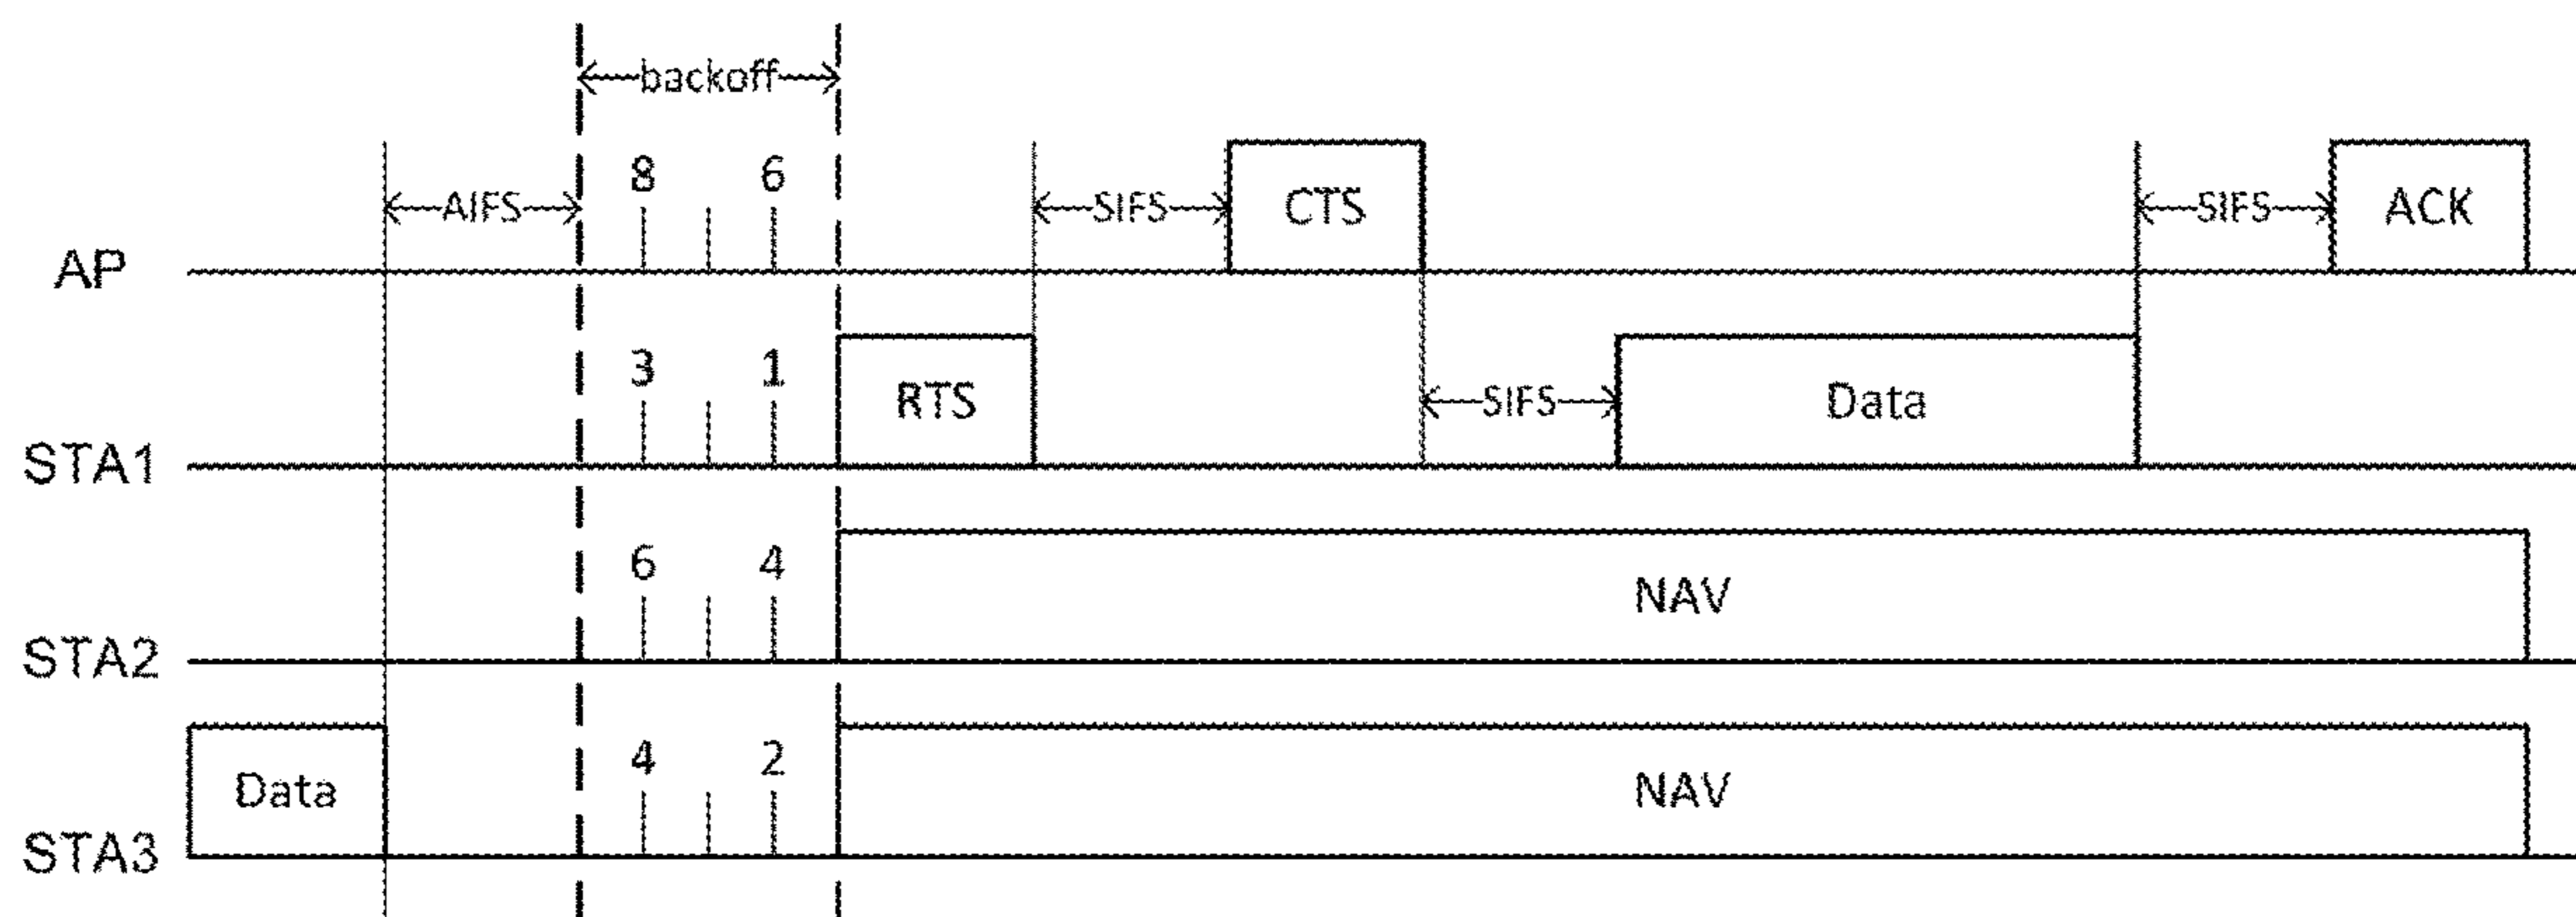 backoff
8 6
AIFS SIFS CTS SIFS ACK
AP
3 1
RTS SIFS Data
STA1
6 4
NAV
STA2
4 2
Data NAV
STA3